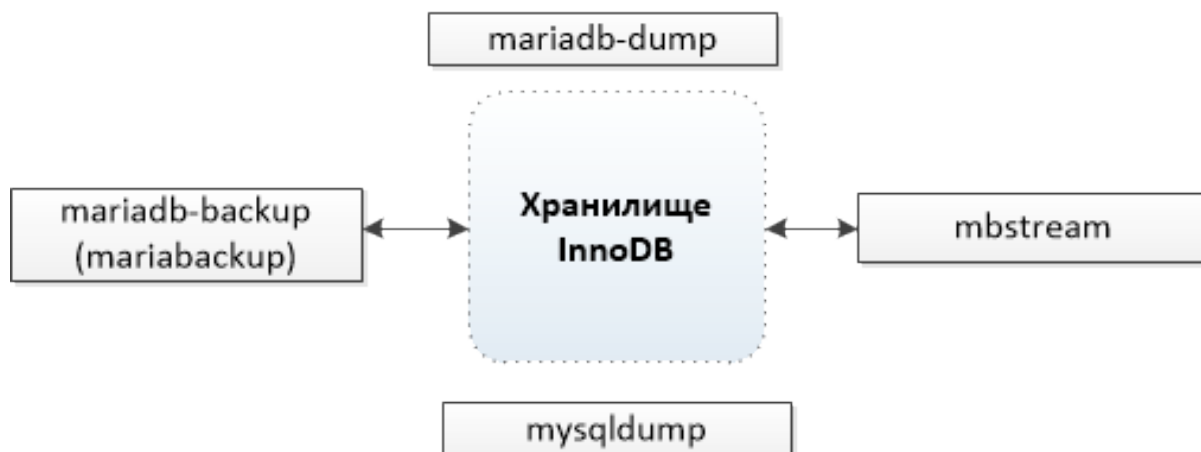 mariadb-dump
mariadb-backup
(mariabackup)
Хранилище
InnoDB
mbstream
mysqldump